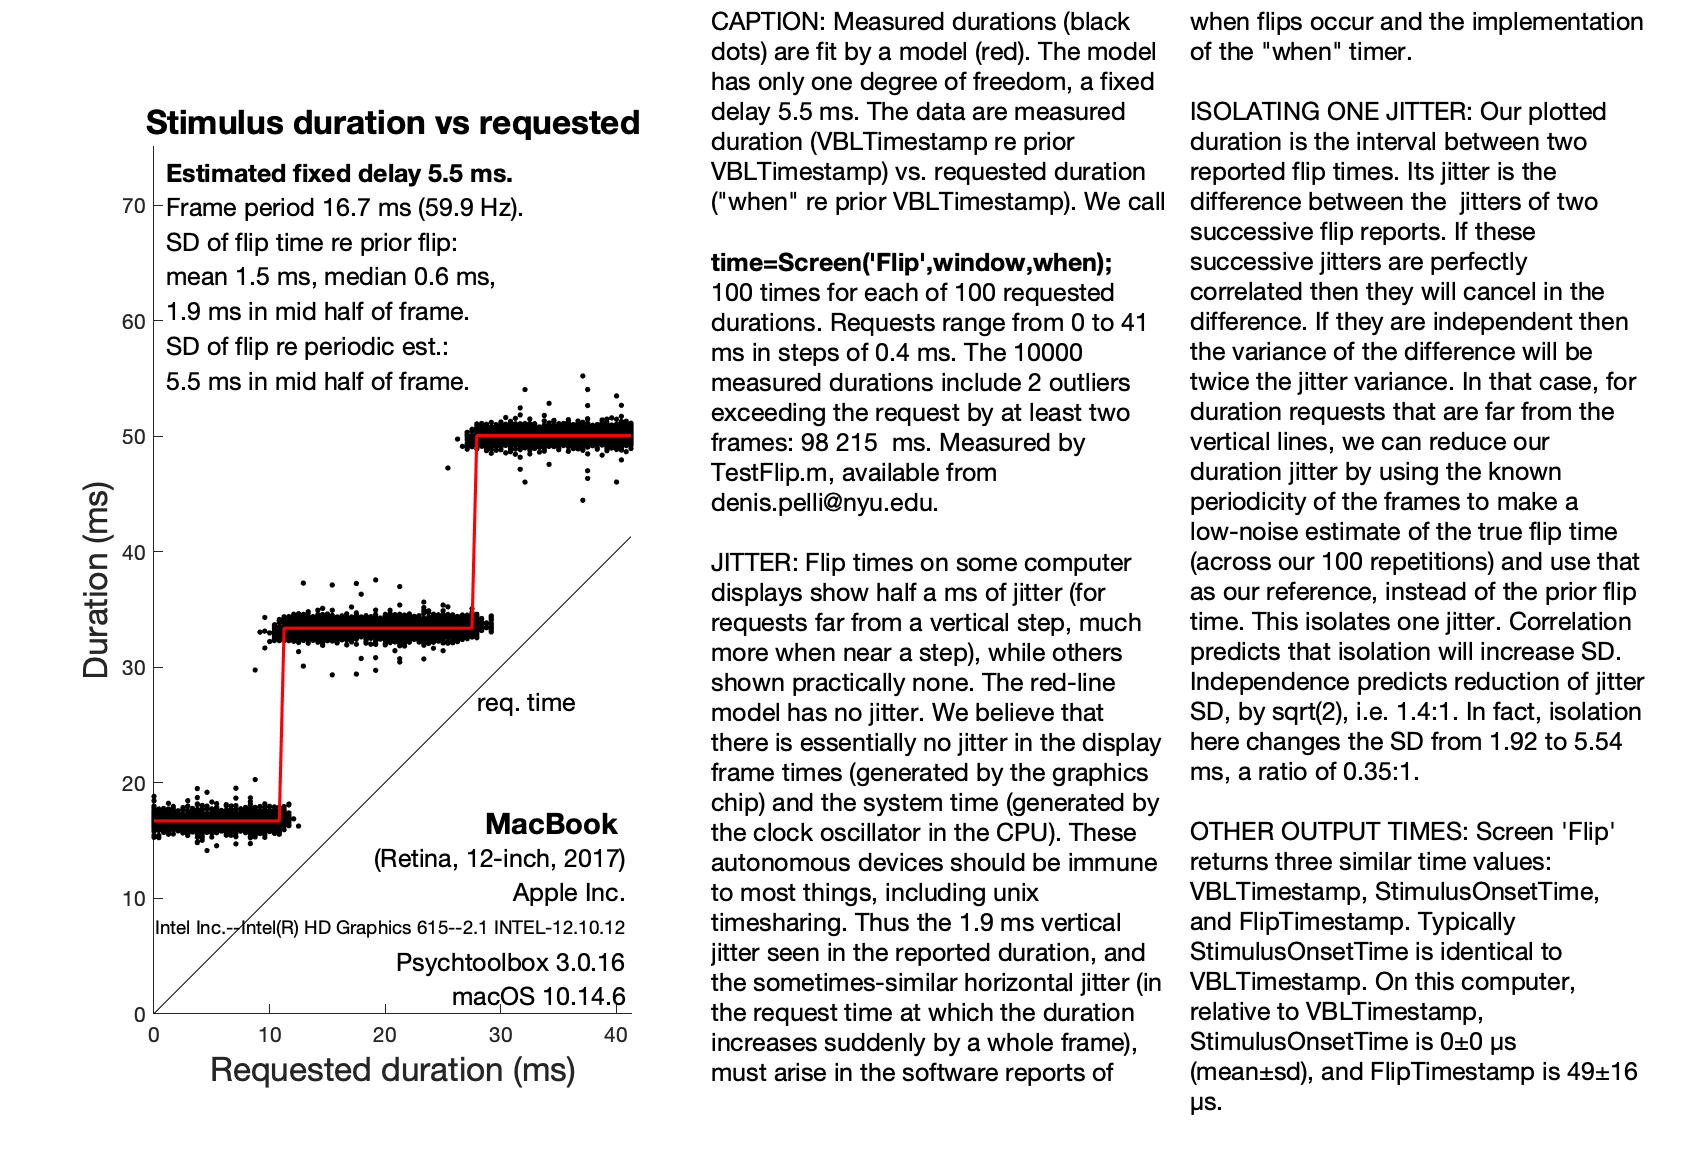 Stimulus duration vs requested
Estimated fixed delay 5.5 ms.
Frame period 16.7 ms (59.9 Hz).
SD of flip time re prior flip:
mean 1.5 ms, median 0.6 ms,
1.9 ms in mid half of frame.
SD of flip re periodic est.:
5.5 ms in mid half of frame.
70
60
50
40
30
20
10
0
Duration (ms)
req. time
MacBook
(Retina, 12-inch, 2017)
Apple Inc.
Intel Inc.--Intel(R) HD Graphics 615--2.1 INTEL-12.10.12
Psychtoolbox 3.0.16
macOS 10.14.6
0 10 20 30 40
Requested duration (ms)
CAPTION: Measured durations (black
dots) are fit by a model (red). The model
has only one degree of freedom, a fixed
delay 5.5 ms. The data are measured
duration (VBLTimestamp re prior
VBLTimestamp) vs. requested duration
("when" re prior VBLTimestamp). We call
time=Screen('Flip',window,when);
100 times for each of 100 requested
durations. Requests range from 0 to 41
ms in steps of 0.4 ms. The 10000
measured durations include 2 outliers
exceeding the request by at least two
frames: 98 215  ms. Measured by
TestFlip.m, available from
denis.pelli@nyu.edu.
JITTER: Flip times on some computer
displays show half a ms of jitter (for
requests far from a vertical step, much
more when near a step), while others
shown practically none. The red-line
model has no jitter. We believe that
there is essentially no jitter in the display
frame times (generated by the graphics
chip) and the system time (generated by
the clock oscillator in the CPU). These
autonomous devices should be immune
to most things, including unix
timesharing. Thus the 1.9 ms vertical
jitter seen in the reported duration, and
the sometimes-similar horizontal jitter (in
the request time at which the duration
increases suddenly by a whole frame),
must arise in the software reports of
when flips occur and the implementation
of the "when" timer.
ISOLATING ONE JITTER: Our plotted
duration is the interval between two
reported flip times. Its jitter is the
difference between the  jitters of two
successive flip reports. If these
successive jitters are perfectly
correlated then they will cancel in the
difference. If they are independent then
the variance of the difference will be
twice the jitter variance. In that case, for
duration requests that are far from the
vertical lines, we can reduce our
duration jitter by using the known
periodicity of the frames to make a
low-noise estimate of the true flip time
(across our 100 repetitions) and use that
as our reference, instead of the prior flip
time. This isolates one jitter. Correlation
predicts that isolation will increase SD.
Independence predicts reduction of jitter
SD, by sqrt(2), i.e. 1.4:1. In fact, isolation
here changes the SD from 1.92 to 5.54
ms, a ratio of 0.35:1.
OTHER OUTPUT TIMES: Screen 'Flip'
returns three similar time values:
VBLTimestamp, StimulusOnsetTime,
and FlipTimestamp. Typically
StimulusOnsetTime is identical to
VBLTimestamp. On this computer,
relative to VBLTimestamp,
StimulusOnsetTime is 0±0 µs
(mean±sd), and FlipTimestamp is 49±16
µs.